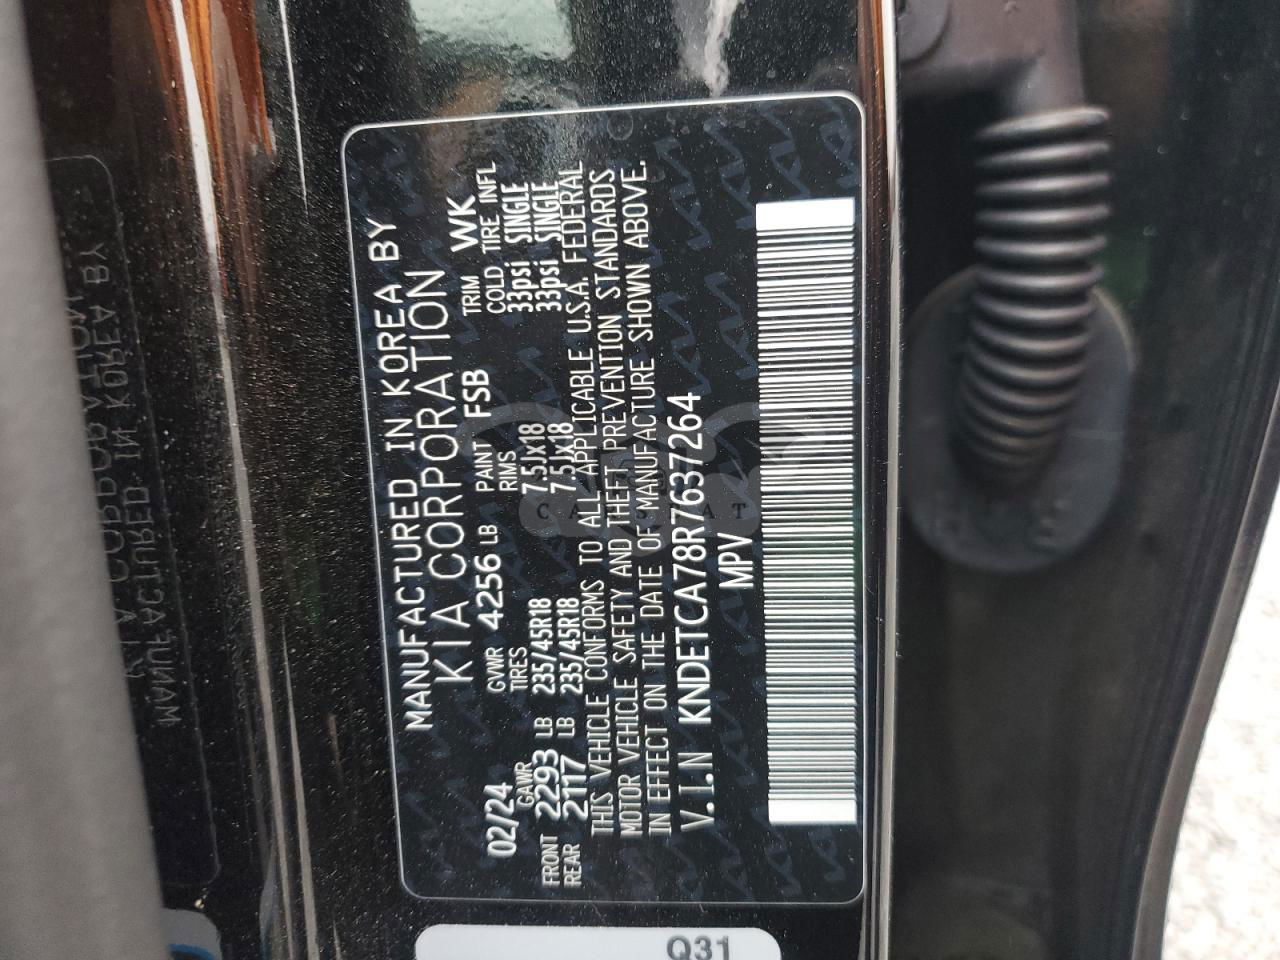 MANUFACTURED IN KOREA BY
KIA CORPORATION
02/24 GVWR 4256 LB PAINT FSB TRIM WK
GAWR TIRES RIMS COLD TIRE INFL
FRONT 2293 LB 235/45R18 7.5Jx18 33psi SINGLE
REAR 2117 LB 235/45R18 7.5Jx18 33psi SINGLE
THIS VEHICLE CONFORMS TO ALL APPLICABLE U.S.A. FEDERAL
MOTOR VEHICLE SAFETY AND THEFT PREVENTION STANDARDS
IN EFFECT ON THE DATE OF MANUFACTURE SHOWN ABOVE.
V.I.N KNDETCA78R7637264
MPV
Q31